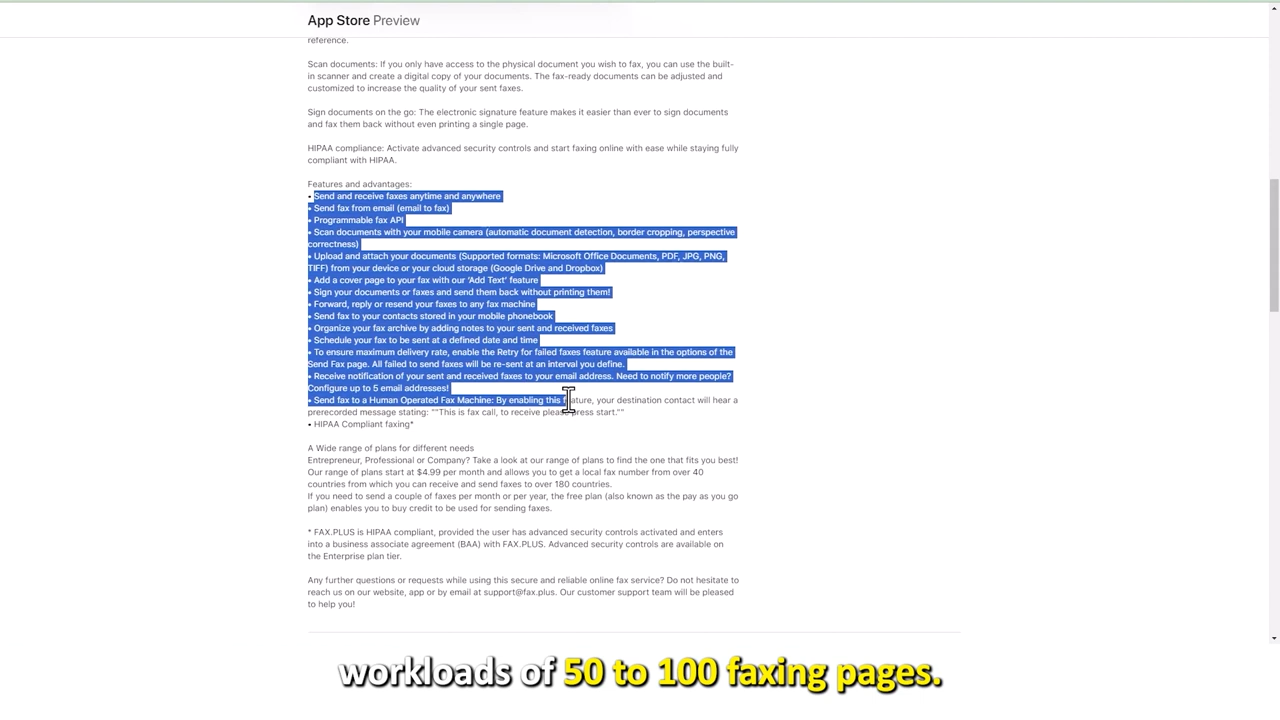 App Store Preview
reference.
Scan documents: If you only have access to the physical document you wish to fax, you can use the built-
in scanner and create a digital copy of your documents. The fax-ready documents can be adjusted and
customized to increase the quality of your sent faxes.
Sign documents on the go: The electronic signature feature makes it easier than ever to sign documents
and fax them back without even printing a single page.
HIPAA compliance: Activate advanced security controls and start faxing online with ease while staying fully
compliant with HIPAA.
Features and advantages:
• Send and receive faxes anytime and anywhere
• Send fax from email (email to fax)
• Programmable fax API
• Scan documents with your mobile camera (automatic document detection, border cropping, perspective
correctness)
• Upload and attach your documents (Supported formats: Microsoft Office Documents, PDF, JPG, PNG,
TIFF) from your device or your cloud storage (Google Drive and Dropbox)
• Add a cover page to your fax with our ‘Add Text’ feature
• Sign your documents or faxes and send them back without printing them!
• Forward, reply or resend your faxes to any fax machine
• Send fax to your contacts stored in your mobile phonebook
• Organize your fax archive by adding notes to your sent and received faxes
• Schedule your fax to be sent at a defined date and time
• To ensure maximum delivery rate, enable the Retry for failed faxes feature available in the options of the
Send Fax page. All failed to send faxes will be re-sent at an interval you define.
• Receive notification of your sent and received faxes to your email address. Need to notify more people?
Configure up to 5 email addresses!
• Send fax to a Human Operated Fax Machine: By enabling this feature, your destination contact will hear a
prerecorded message stating: ""This is fax call, to receive please press start.""
• HIPAA Compliant faxing*
A Wide range of plans for different needs
Entrepreneur, Professional or Company? Take a look at our range of plans to find the one that fits you best!
Our range of plans start at $4.99 per month and allows you to get a local fax number from over 40
countries from which you can receive and send faxes to over 180 countries.
If you need to send a couple of faxes per month or per year, the free plan (also known as the pay as you go
plan) enables you to buy credit to be used for sending faxes.
* FAX.PLUS is HIPAA compliant, provided the user has advanced security controls activated and enters
into a business associate agreement (BAA) with FAX.PLUS. Advanced security controls are available on
the Enterprise plan tier.
Any further questions or requests while using this secure and reliable online fax service? Do not hesitate to
reach us on our website, app or by email at support@fax.plus. Our customer support team will be pleased
to help you!
workloads of 50 to 100 faxing pages.